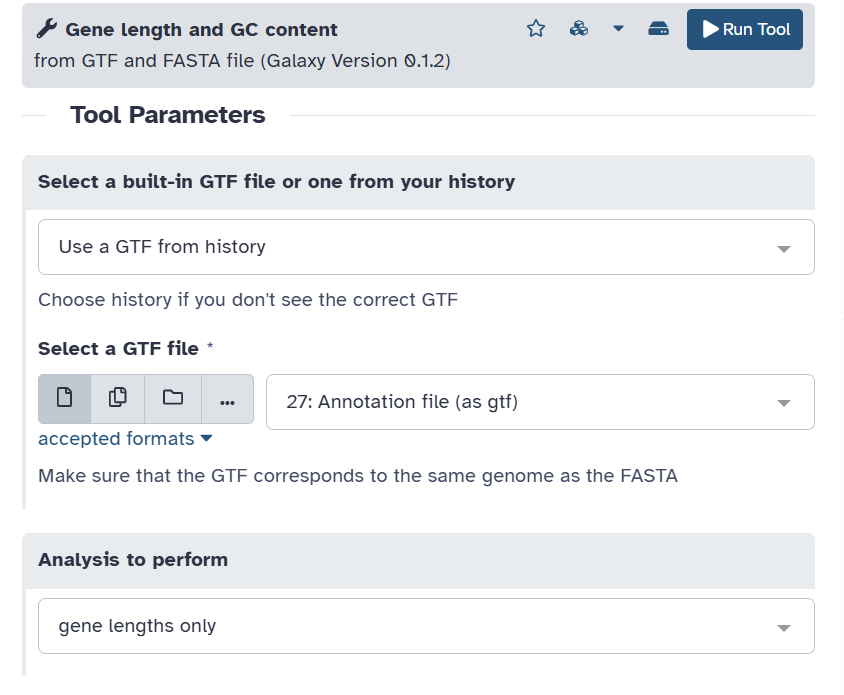 Gene length and GC content
Run Tool
from GTF and FASTA file (Galaxy Version 0.1.2)
Tool Parameters
Select a built-in GTF file or one from your history
Use a GTF from history
Choose history if you don't see the correct GTF
Select a GTF file *
... 27: Annotation file (as gtf)
accepted formats
Make sure that the GTF corresponds to the same genome as the FASTA
Analysis to perform
gene lengths only